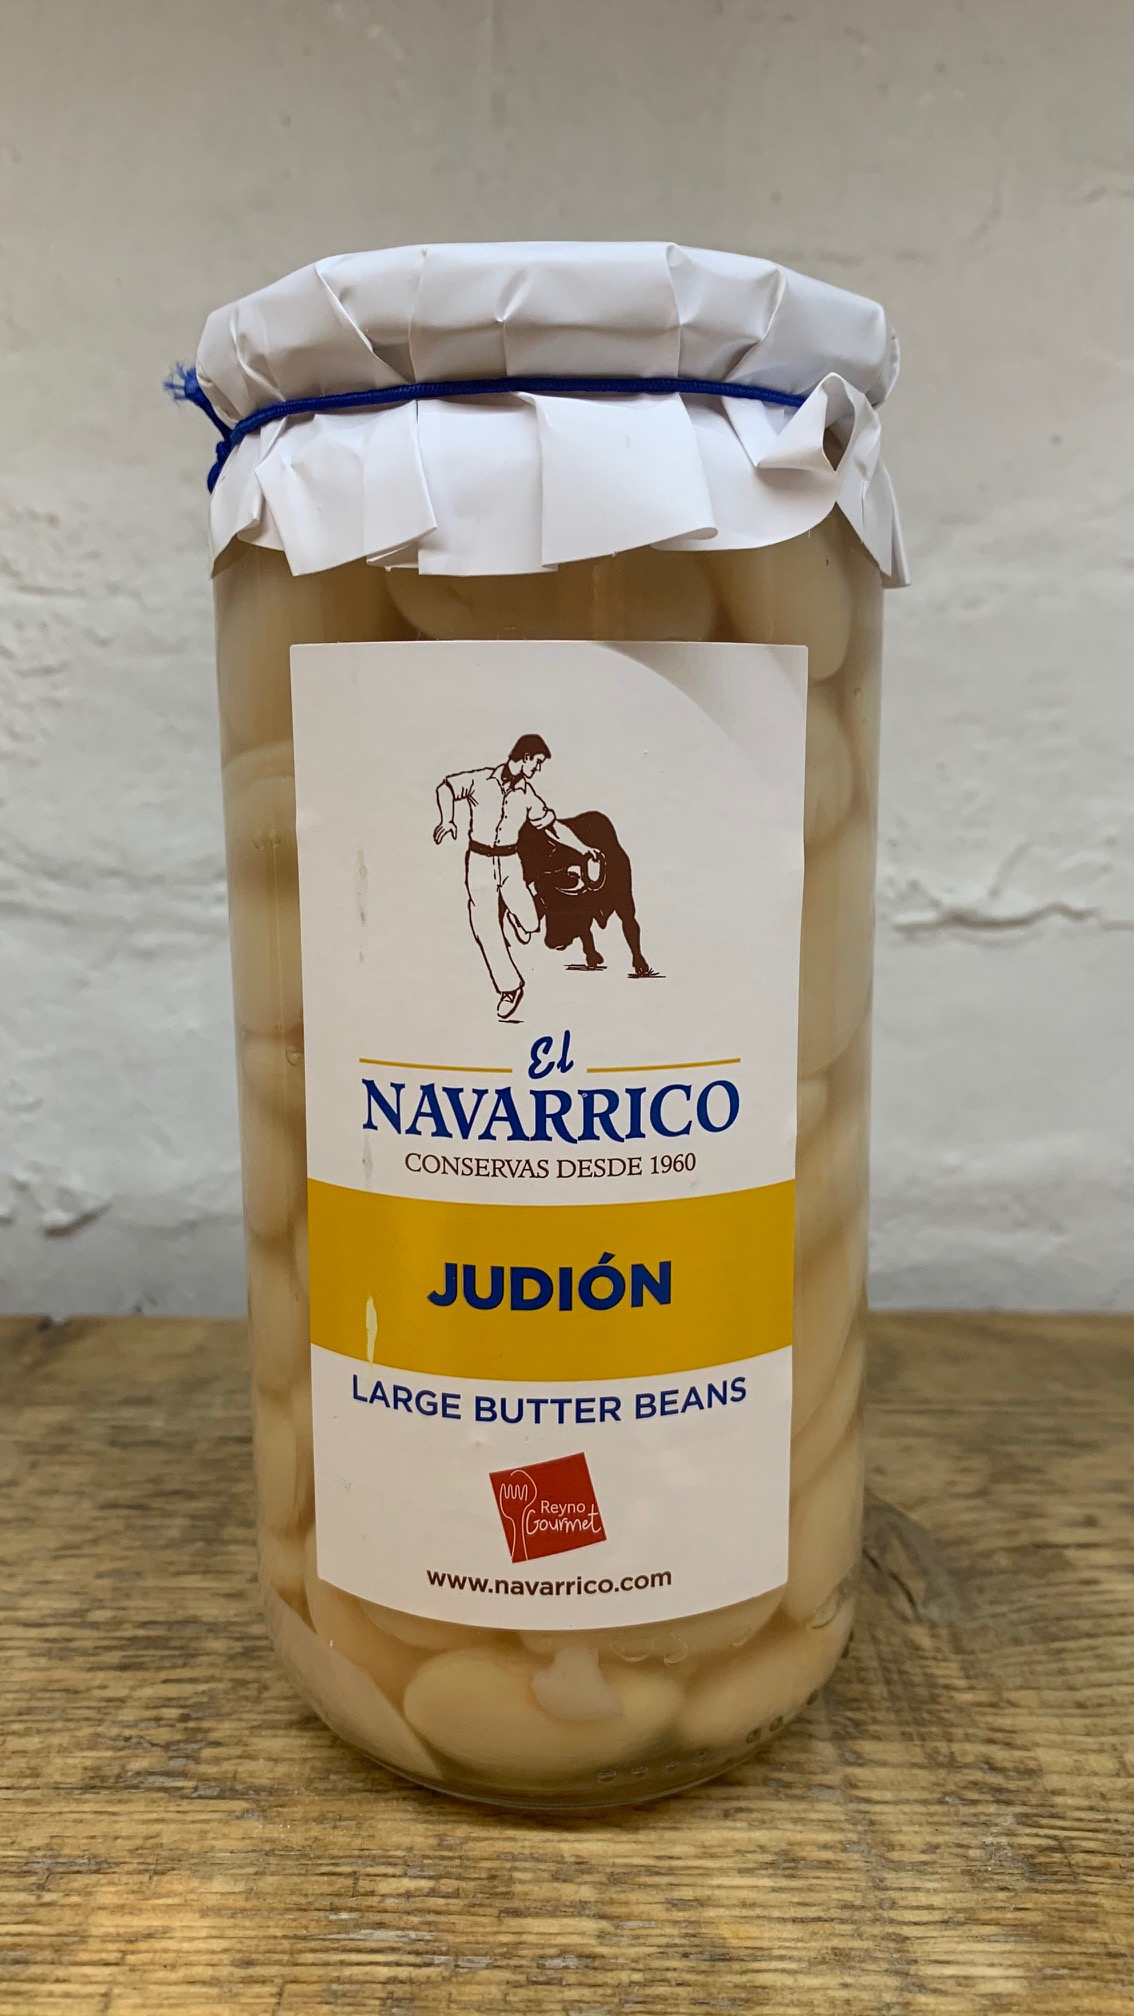 El
NAVARRICO
CONSERVAS DESDE 1960
JUDIÓN
LARGE BUTTER BEANS
Reyno
Gourmet
www.navarrico.com